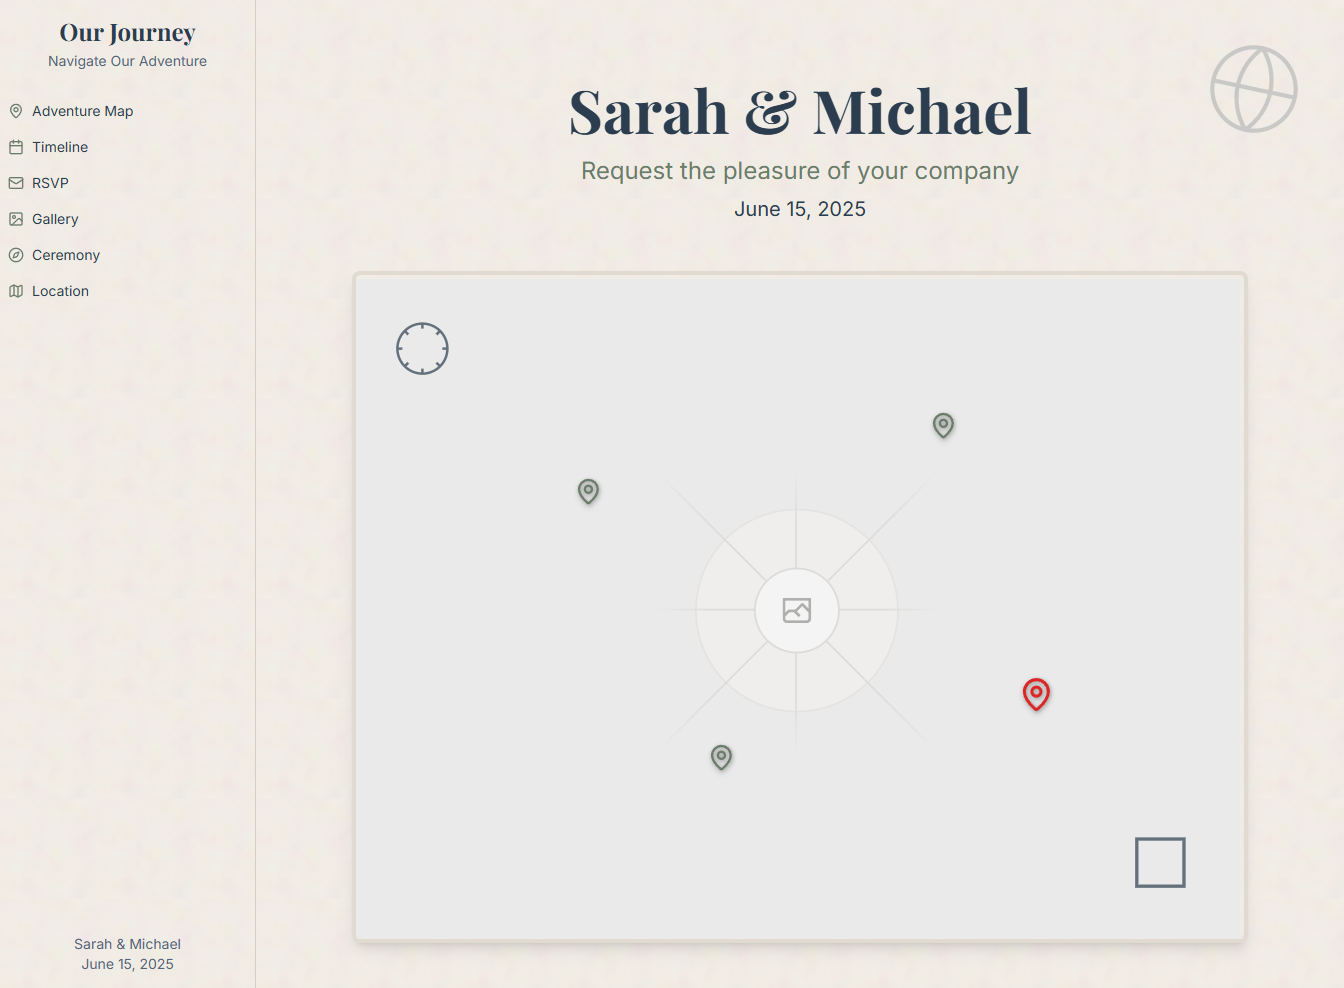 Our Journey
Navigate Our Adventure
Adventure Map
Timeline
RSVP
Gallery
Ceremony
Location
Sarah & Michael
June 15, 2025
Sarah & Michael
Request the pleasure of your company
June 15, 2025